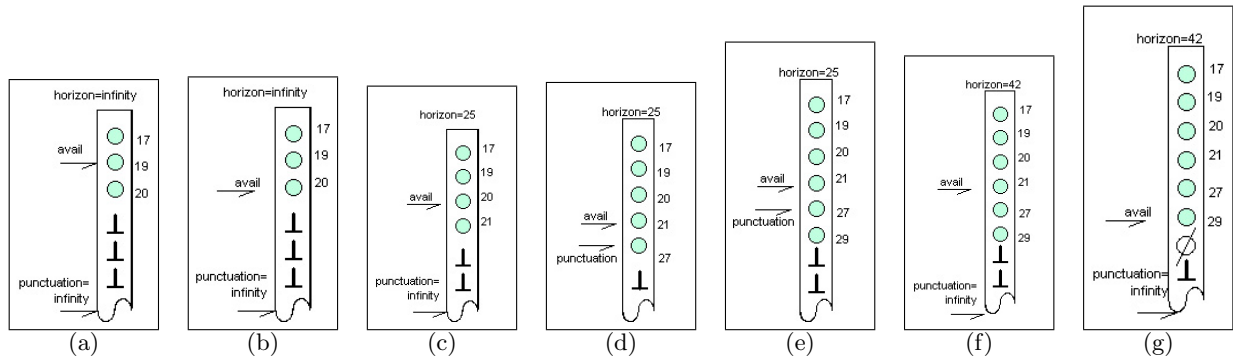 horizon=infinity
17
avail
19
20
punctuation=
infinity
(a)
horizon=infinity
17
19
avail
20
punctuation=
infinity
(b)
horizon=25
17
19
avail
20
21
punctuation=
infinity
(c)
horizon=25
17
19
20
avail
21
punctuation
27
(d)
horizon=25
17
19
20
avail
21
punctuation
27
29
(e)
horizon=42
17
19
20
avail
21
27
29
punctuation=
infinity
(f)
horizon=42
17
19
20
21
27
avail
29
punctuation=
infinity
(g)